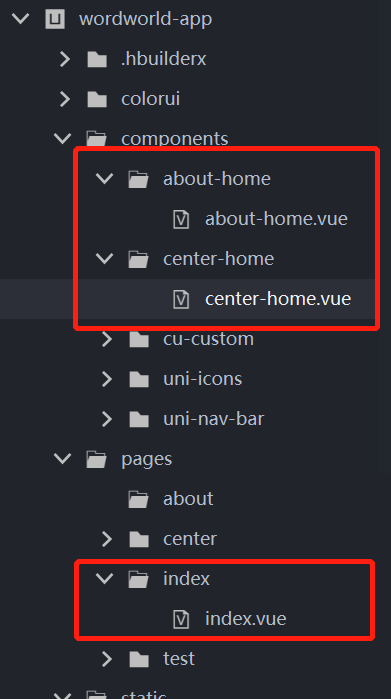 wordworld-app
.hbuilderx
colorui
components
about-home
about-home.vue
center-home
center-home.vue
cu-custom
uni-icons
uni-nav-bar
pages
about
center
index
index.vue
test
static